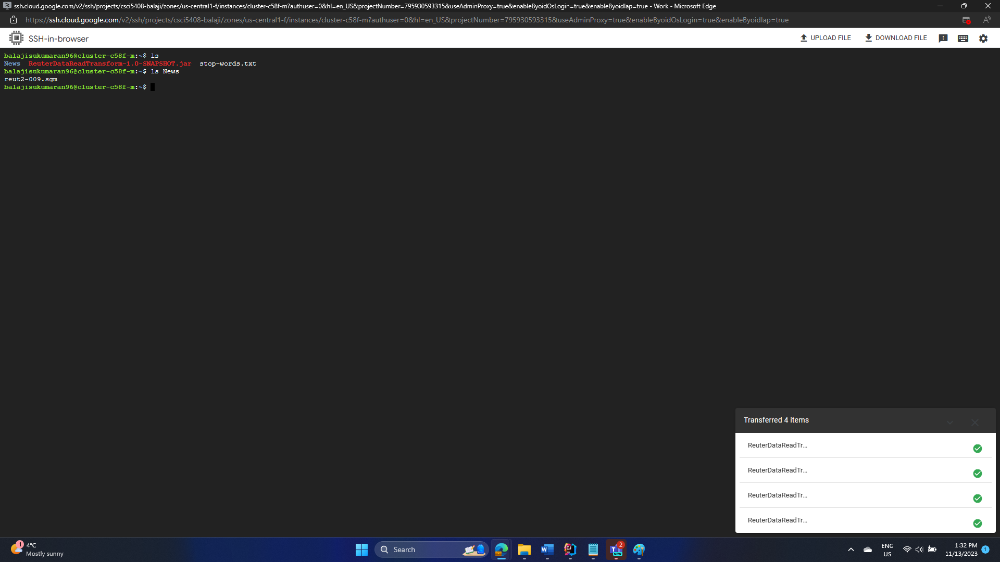 ssh.cloud.google.com/v2/ssh/projects/csci5408-balaji/zones/us-central1-f/instances/cluster-c58f-m?authuser=0&hl=en_US&projectNumber=795930593315&useAdminProxy=true&enableByoidOsLogin=true&enableByoidIap=true - Work - Microsoft Edge
https://ssh.cloud.google.com/v2/ssh/projects/csci5408-balaji/zones/us-central1-f/instances/cluster-c58f-m?authuser=0&hl=en_US&projectNumber=795930593315&useAdminProxy=true&enableByoidOsLogin=true&enableByoidIap=true
SSH-in-browser
UPLOAD FILE
DOWNLOAD FILE
balajisukumaran96@cluster-c58f-m:~$ ls
News  ReuterDataReadTransform-1.0-SNAPSHOT.jar  stop-words.txt
balajisukumaran96@cluster-c58f-m:~$ ls News
reut2-009.sgm
balajisukumaran96@cluster-c58f-m:~$
Transferred 4 items
ReuterDataReadTr...
ReuterDataReadTr...
ReuterDataReadTr...
ReuterDataReadTr...
1
4°C
Mostly sunny
Search
W
IJ
T
NEW
2
ENG
US
1:32 PM
11/13/2023
1